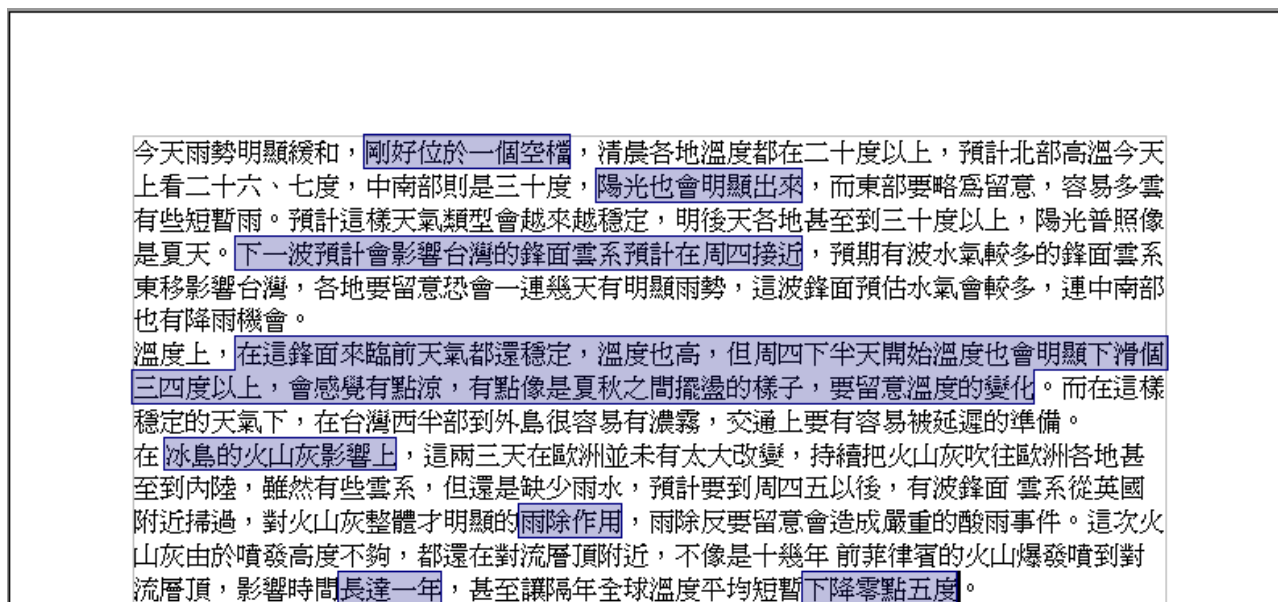 今天雨勢明顯緩和，剛好位於一個空檔，清晨各地溫度都在二十度以上，預計北部高溫今天
上看二十六、七度，中南部則是三十度，陽光也會明顯出來，而東部要略為留意，容易多雲
有些短暫雨。預計這樣天氣類型會越來越穩定，明後天各地甚至到三十度以上，陽光普照像
是夏天。下一波預計會影響台灣的鋒面雲系預計在周四接近，預期有波水氣較多的鋒面雲系
東移影響台灣，各地要留意恐會一連幾天有明顯雨勢，這波鋒面預估水氣會較多，連中南部
也有降雨機會。
溫度上，在這鋒面來臨前天氣都還穩定，溫度也高，但周四下半天開始溫度也會明顯下滑個
三四度以上，會感覺有點涼，有點像是夏秋之間擺盪的樣子，要留意溫度的變化。而在這樣
穩定的天氣下，在台灣西半部到外島很容易有濃霧，交通上要有容易被延遲的準備。
在 冰島的火山灰影響上，這兩三天在歐洲並未有太大改變，持續把火山灰吹往歐洲各地甚
至到內陸，雖然有些雲系，但還是缺少雨水，預計要到周四五以後，有波鋒面 雲系從英國
附近掃過，對火山灰整體才明顯的雨除作用，雨除反要留意會造成嚴重的酸雨事件。這次火
山灰由於噴發高度不夠，都還在對流層頂附近，不像是十幾年 前菲律賓的火山爆發噴到對
流層頂，影響時間長達一年，甚至讓隔年全球溫度平均短暫下降零點五度。